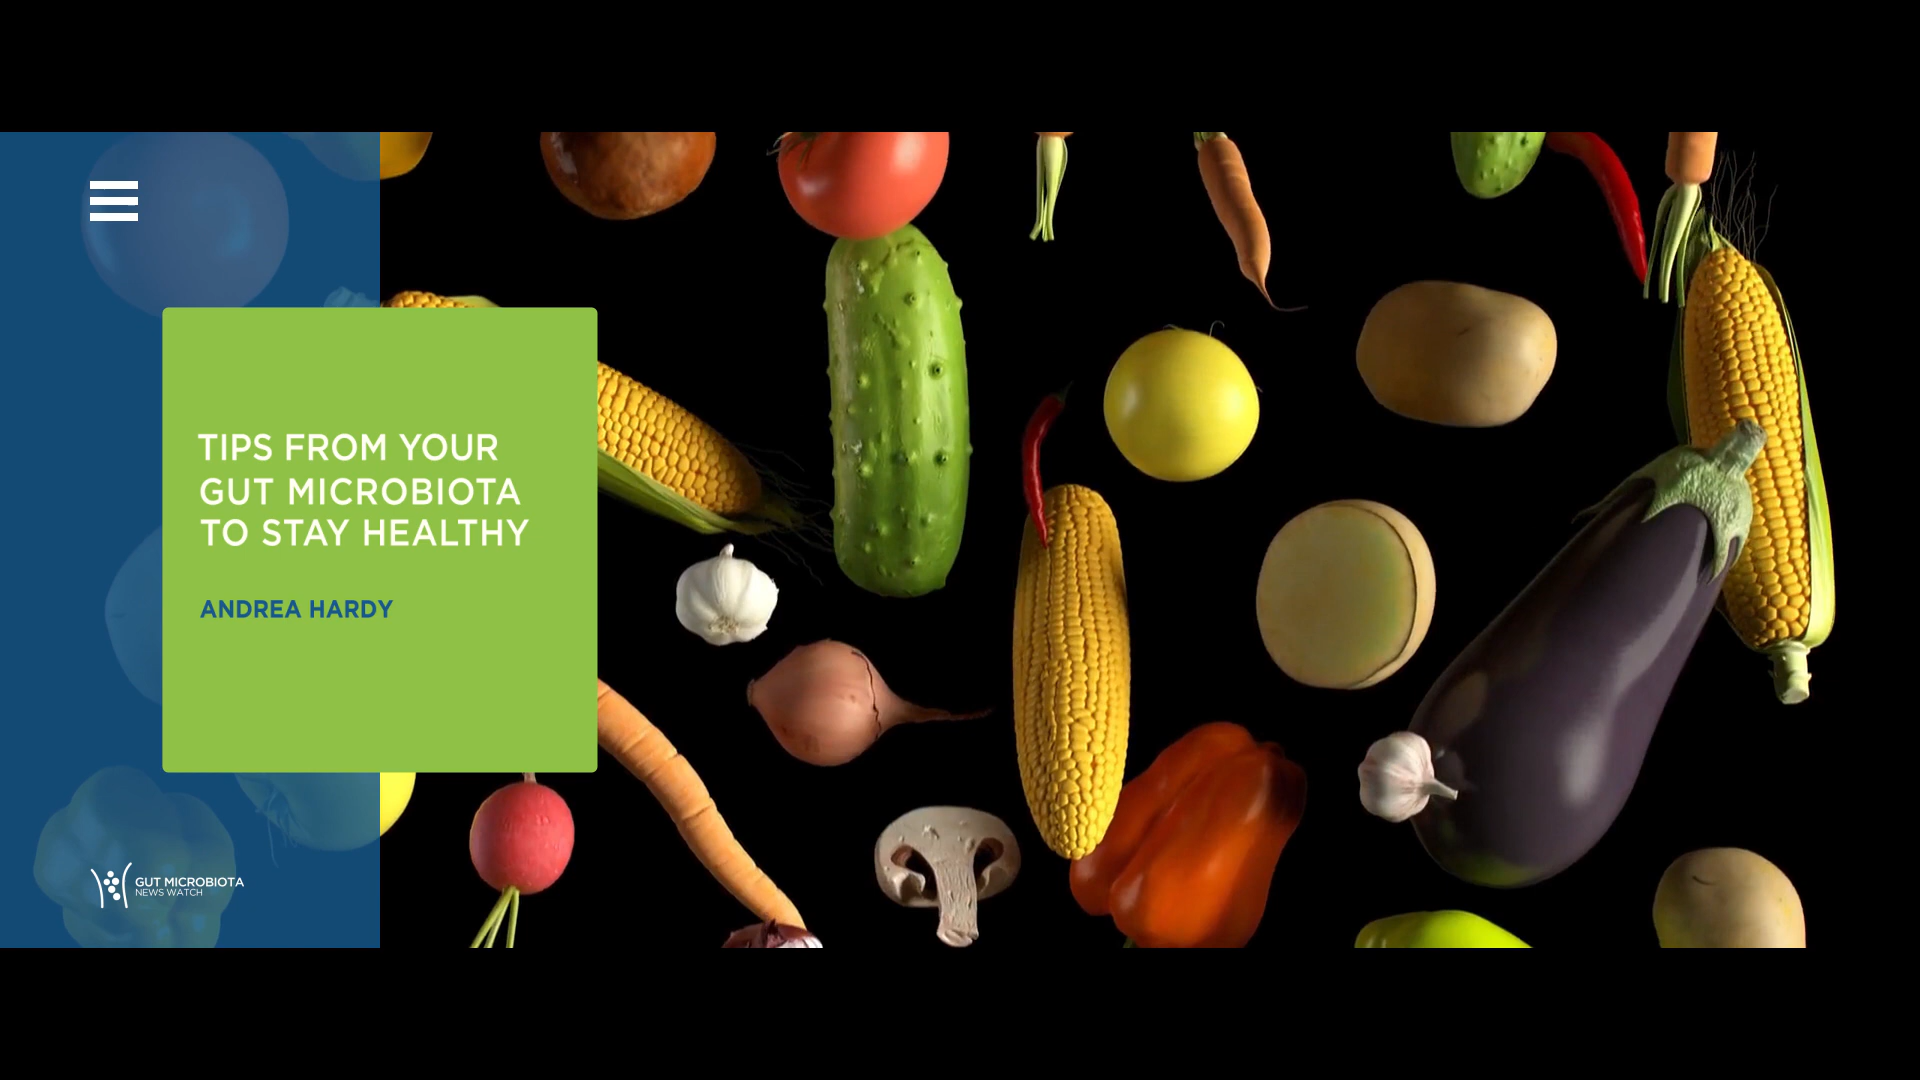 TIPS FROM YOUR
GUT MICROBIOTA
TO STAY HEALTHY
ANDREA HARDY
GUT MICROBIOTA
NEWS WATCH